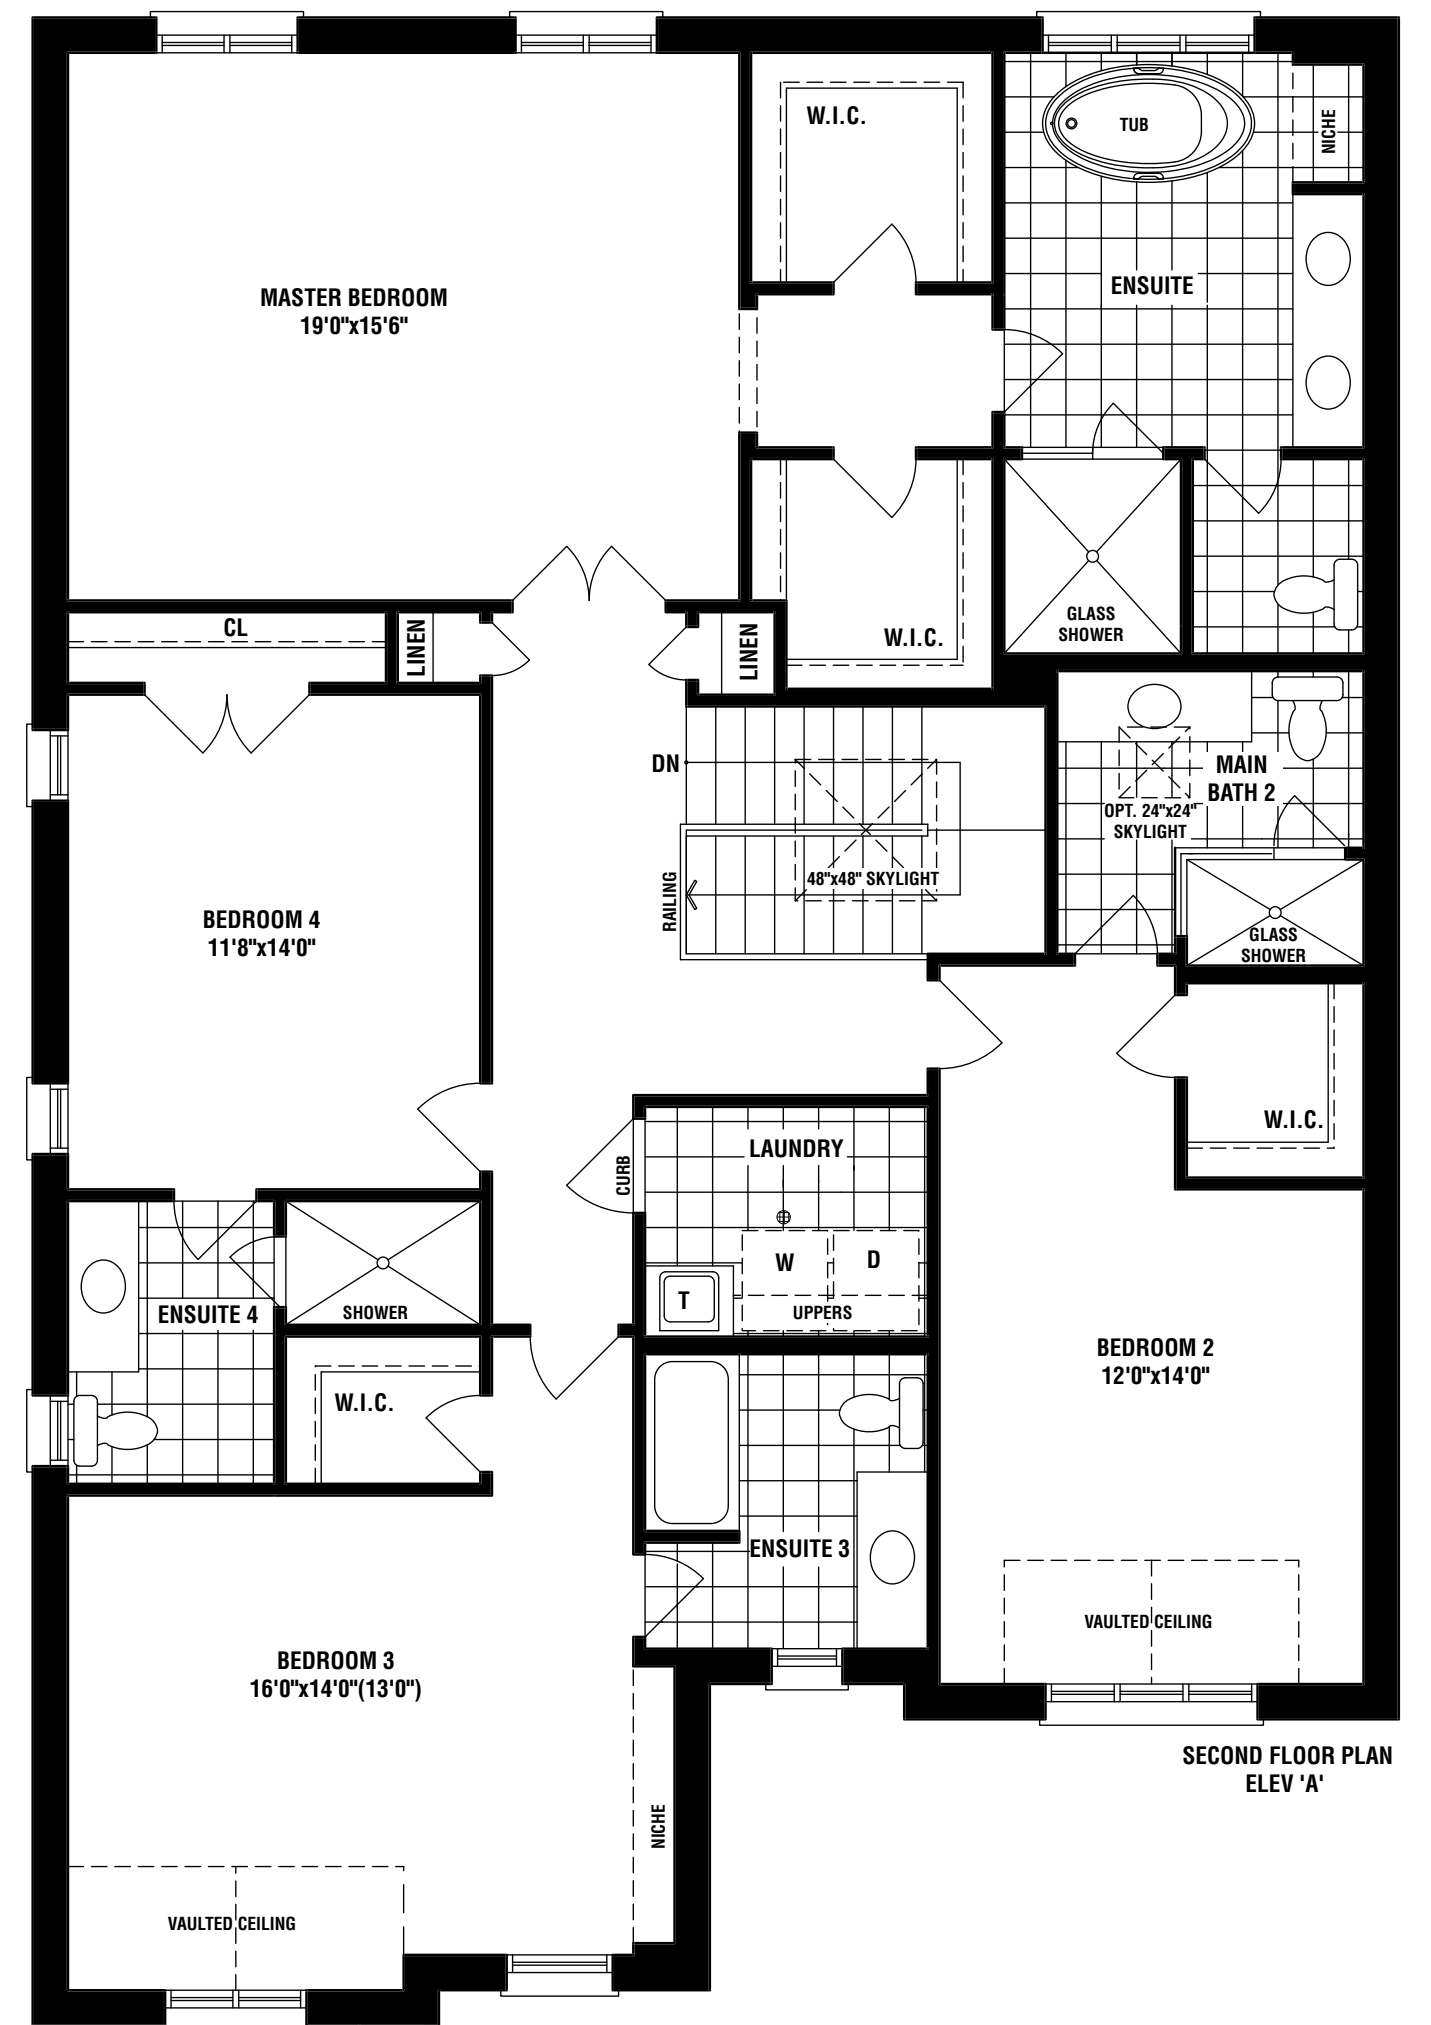 W.I.C.
TUB
NICHE
ENSUITE
MASTER BEDROOM
19'0"x15'6"
CL
LINEN
LINEN
W.I.C.
GLASS
SHOWER
DN
MAIN
BATH 2
OPT. 24"x24"
SKYLIGHT
48"x48" SKYLIGHT
RAILING
BEDROOM 4
11'8"x14'0"
GLASS
SHOWER
W.I.C.
LAUNDRY
CURB
W
D
T
UPPERS
ENSUITE 4
SHOWER
W.I.C.
BEDROOM 2
12'0"x14'0"
ENSUITE 3
VAULTED CEILING
BEDROOM 3
16'0"x14'0"(13'0")
NICHE
VAULTED CEILING
SECOND FLOOR PLAN
ELEV 'A'